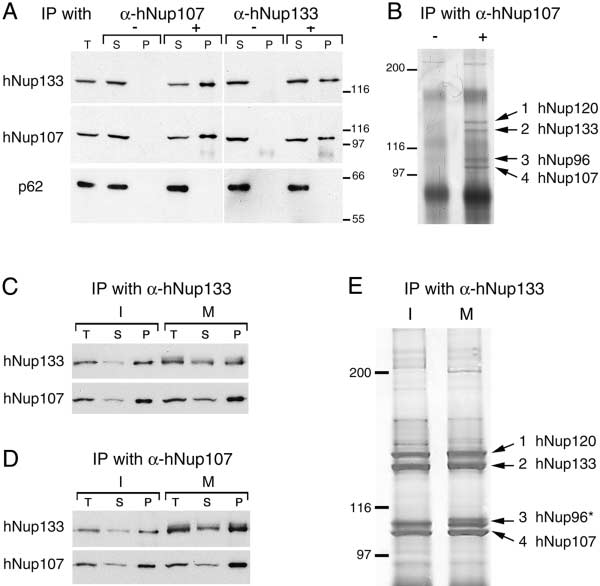 A IP with α-hNup107 α-hNup133
- + - +
T S P S P S P S P
hNup133
116
hNup107
116
97
p62
66
55
B IP with α-hNup107
- +
200
1 hNup120
2 hNup133
116
3 hNup96
97
4 hNup107
C IP with α-hNup133
I M
T S P T S P
hNup133
hNup107
D IP with α-hNup107
I M
T S P T S P
hNup133
hNup107
E IP with α-hNup133
I M
200
1 hNup120
2 hNup133
116
3 hNup96*
4 hNup107
97